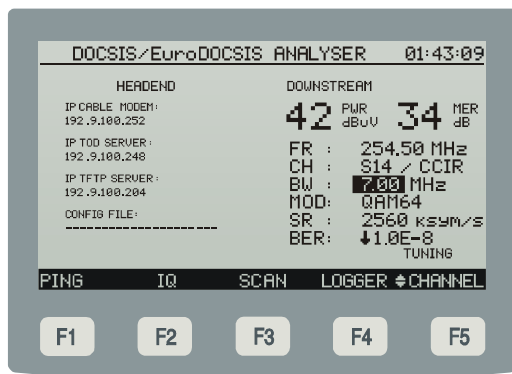 DOCSIS/EuroDOCSIS ANALYSER 01:43:09
HEADEND
IP CABLE MODEM:
192.9.100.252
IP TOD SERVER:
192.9.100.248
IP TFTP SERVER:
192.9.100.204
CONFIG FILE:
--------------------
DOWNSTREAM
42 PWR dBuV 34 MER dB
FR : 254.50 MHz
CH : S14 / CCIR
BW : 7.00 MHz
MOD: QAM64
SR : 2560 ksym/s
BER: ↓1.0E-8
TUNING
PING IQ SCAN LOGGER ♦CHANNEL
F1 F2 F3 F4 F5